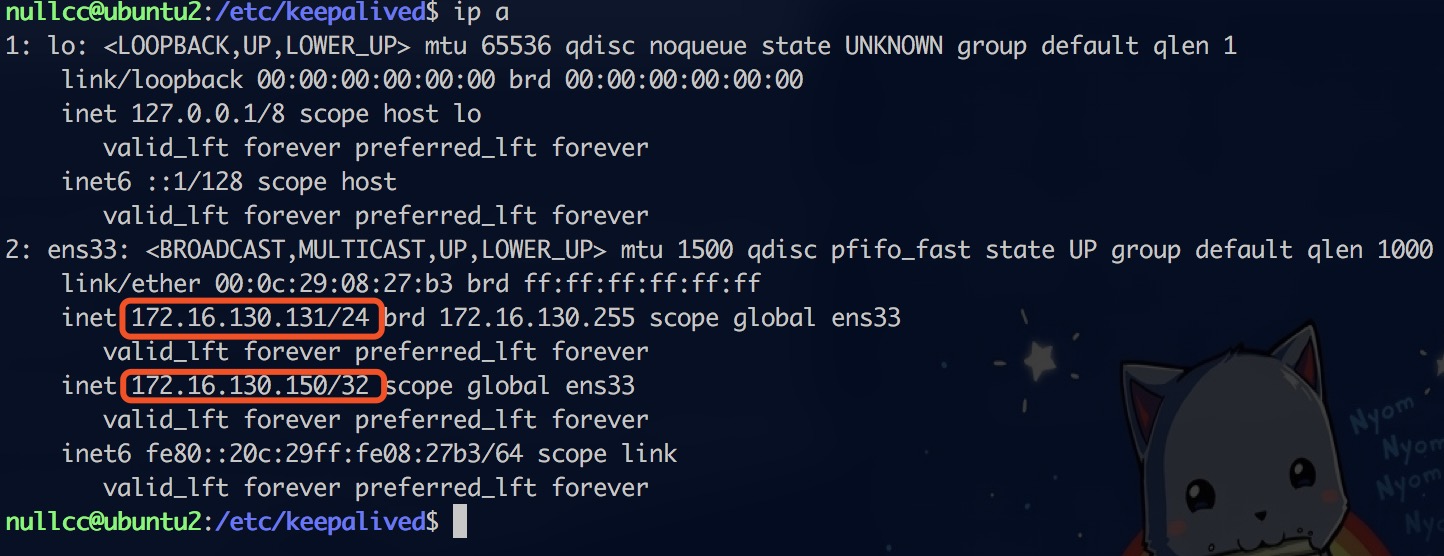 nullcc@ubuntu2:/etc/keepalived$ ip a
1: lo: <LOOPBACK,UP,LOWER_UP> mtu 65536 qdisc noqueue state UNKNOWN group default qlen 1
link/loopback 00:00:00:00:00:00 brd 00:00:00:00:00:00
inet 127.0.0.1/8 scope host lo
valid_lft forever preferred_lft forever
inet6 ::1/128 scope host
valid_lft forever preferred_lft forever
2: ens33: <BROADCAST,MULTICAST,UP,LOWER_UP> mtu 1500 qdisc pfifo_fast state UP group default qlen 1000
link/ether 00:0c:29:08:27:b3 brd ff:ff:ff:ff:ff:ff
inet 172.16.130.131/24 brd 172.16.130.255 scope global ens33
valid_lft forever preferred_lft forever
inet 172.16.130.150/32 scope global ens33
valid_lft forever preferred_lft forever
inet6 fe80::20c:29ff:fe08:27b3/64 scope link
valid_lft forever preferred_lft forever
nullcc@ubuntu2:/etc/keepalived$
Nyom
Nyom
Nyom
Nyom